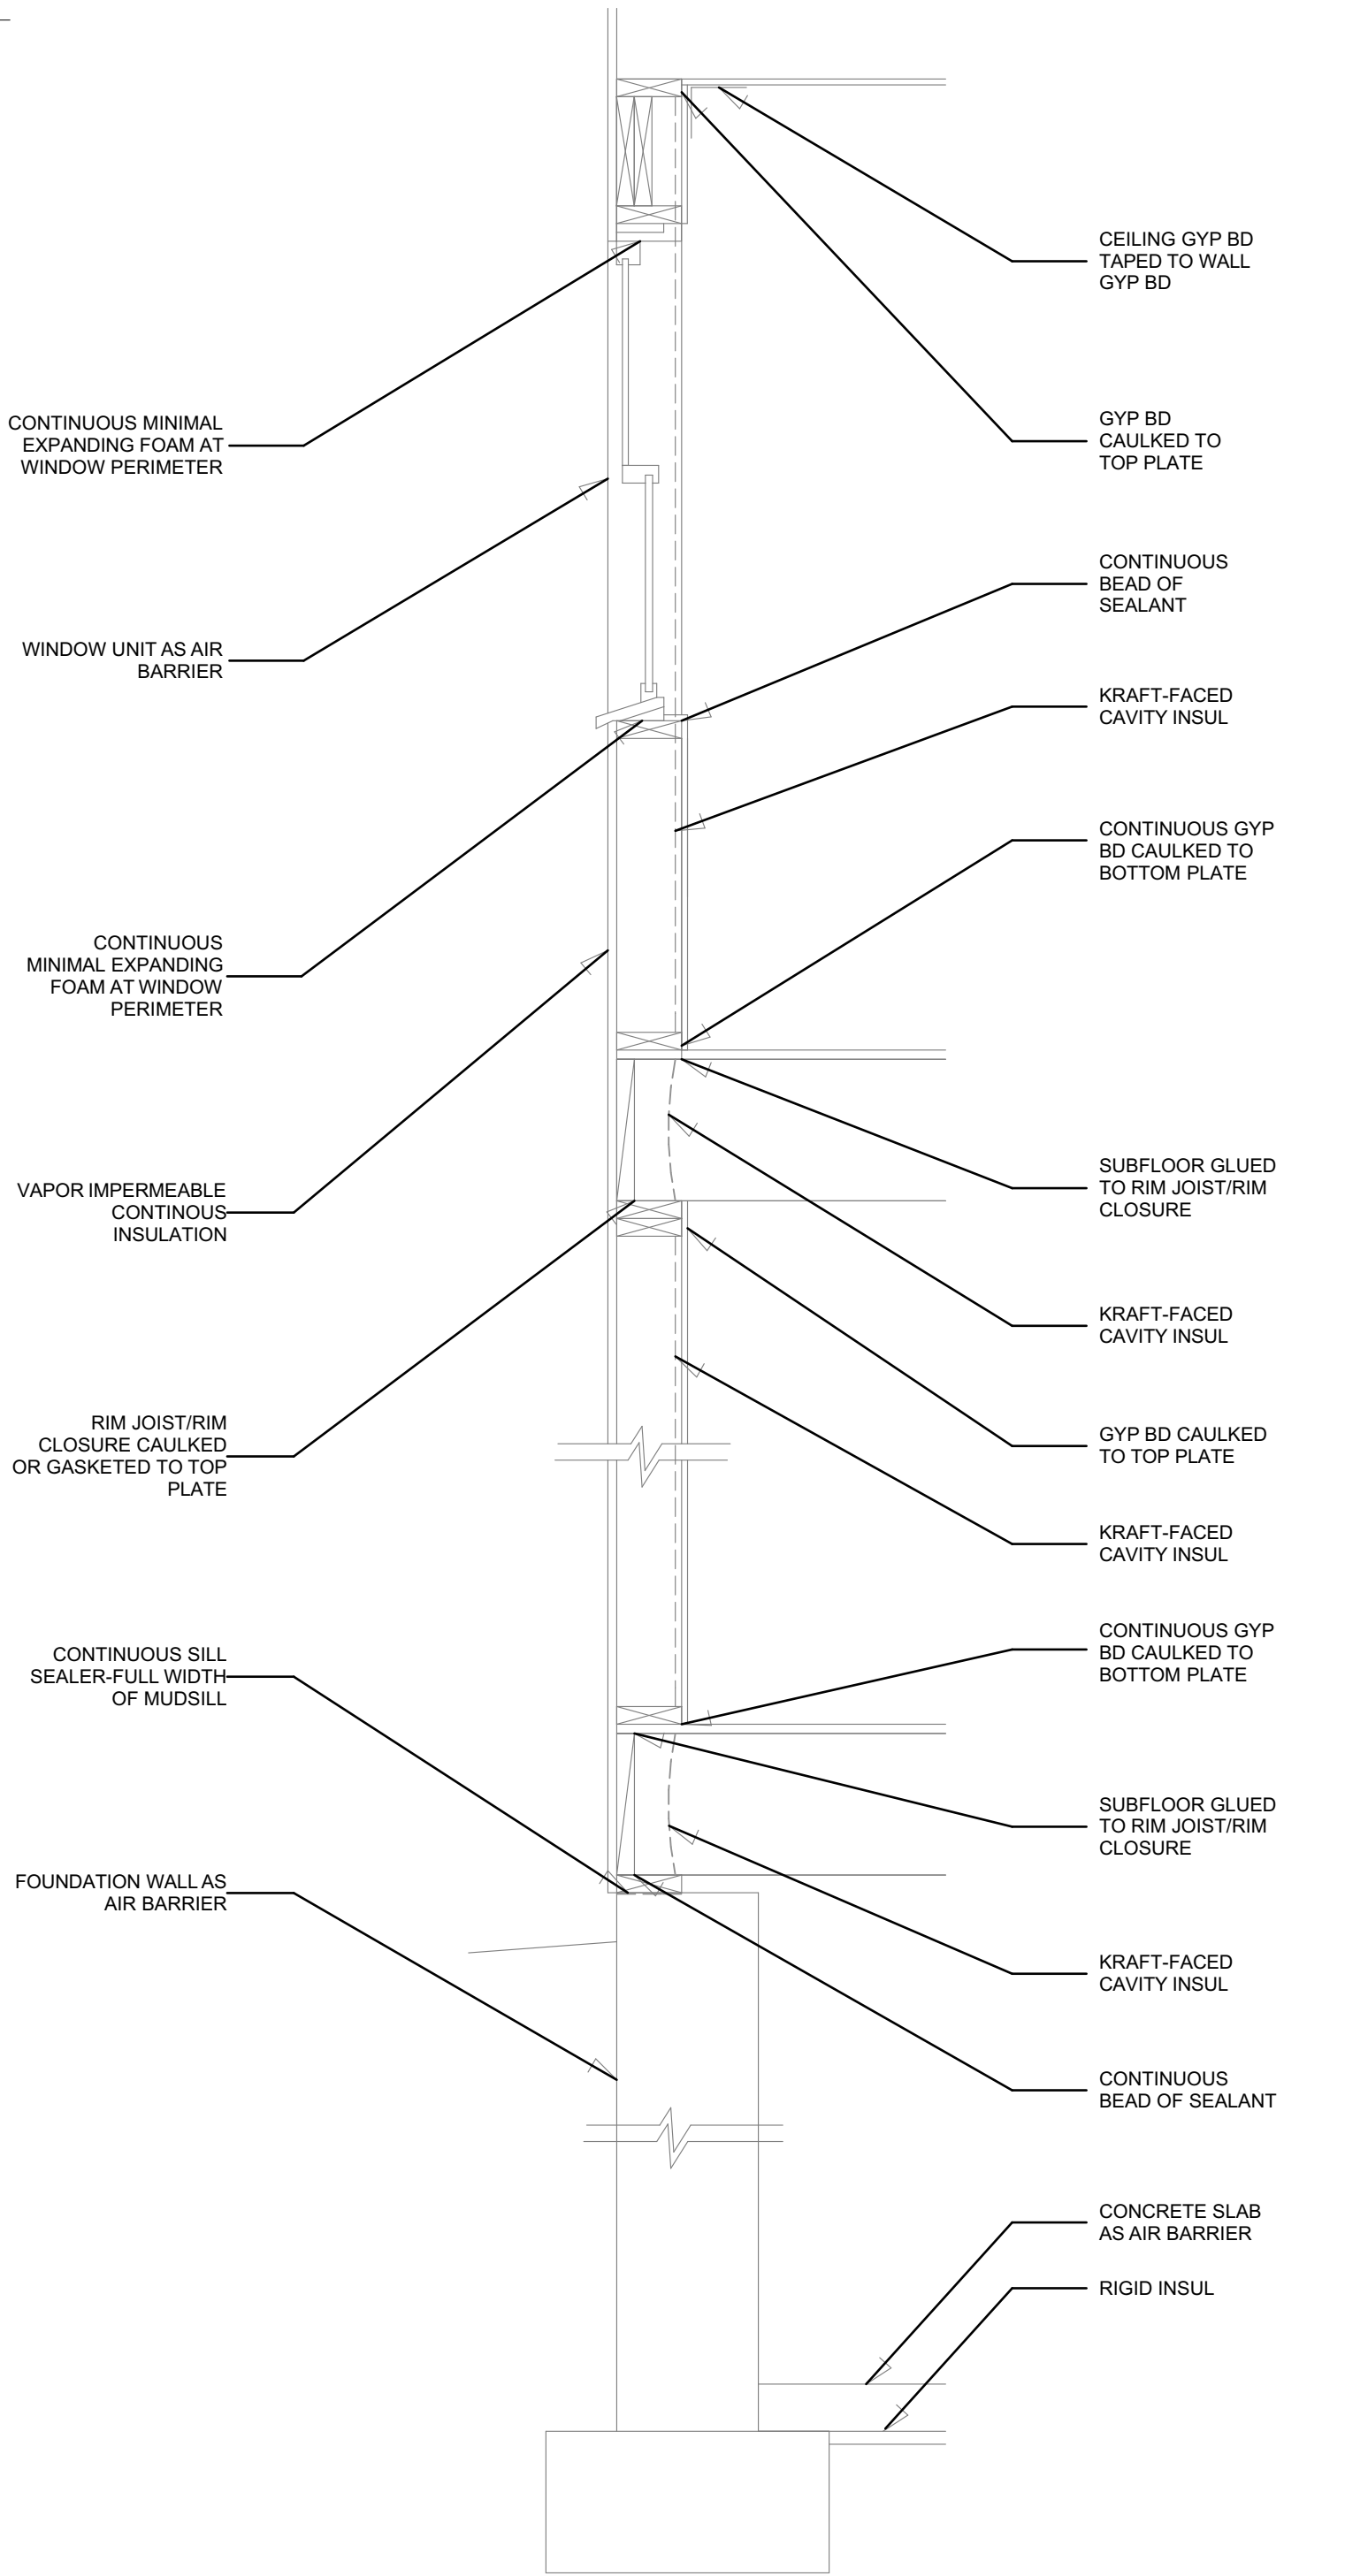 CEILING GYP BD
TAPED TO WALL
GYP BD
CONTINUOUS MINIMAL
EXPANDING FOAM AT
WINDOW PERIMETER
GYP BD
CAULKED TO
TOP PLATE
CONTINUOUS
BEAD OF
SEALANT
WINDOW UNIT AS AIR
BARRIER
KRAFT-FACED
CAVITY INSUL
CONTINUOUS GYP
BD CAULKED TO
BOTTOM PLATE
CONTINUOUS
MINIMAL EXPANDING
FOAM AT WINDOW
PERIMETER
SUBFLOOR GLUED
TO RIM JOIST/RIM
CLOSURE
VAPOR IMPERMEABLE
CONTINOUS
INSULATION
KRAFT-FACED
CAVITY INSUL
RIM JOIST/RIM
CLOSURE CAULKED
OR GASKETED TO TOP
PLATE
GYP BD CAULKED
TO TOP PLATE
KRAFT-FACED
CAVITY INSUL
CONTINUOUS GYP
BD CAULKED TO
BOTTOM PLATE
CONTINUOUS SILL
SEALER-FULL WIDTH
OF MUDSILL
SUBFLOOR GLUED
TO RIM JOIST/RIM
CLOSURE
FOUNDATION WALL AS
AIR BARRIER
KRAFT-FACED
CAVITY INSUL
CONTINUOUS
BEAD OF SEALANT
CONCRETE SLAB
AS AIR BARRIER
RIGID INSUL